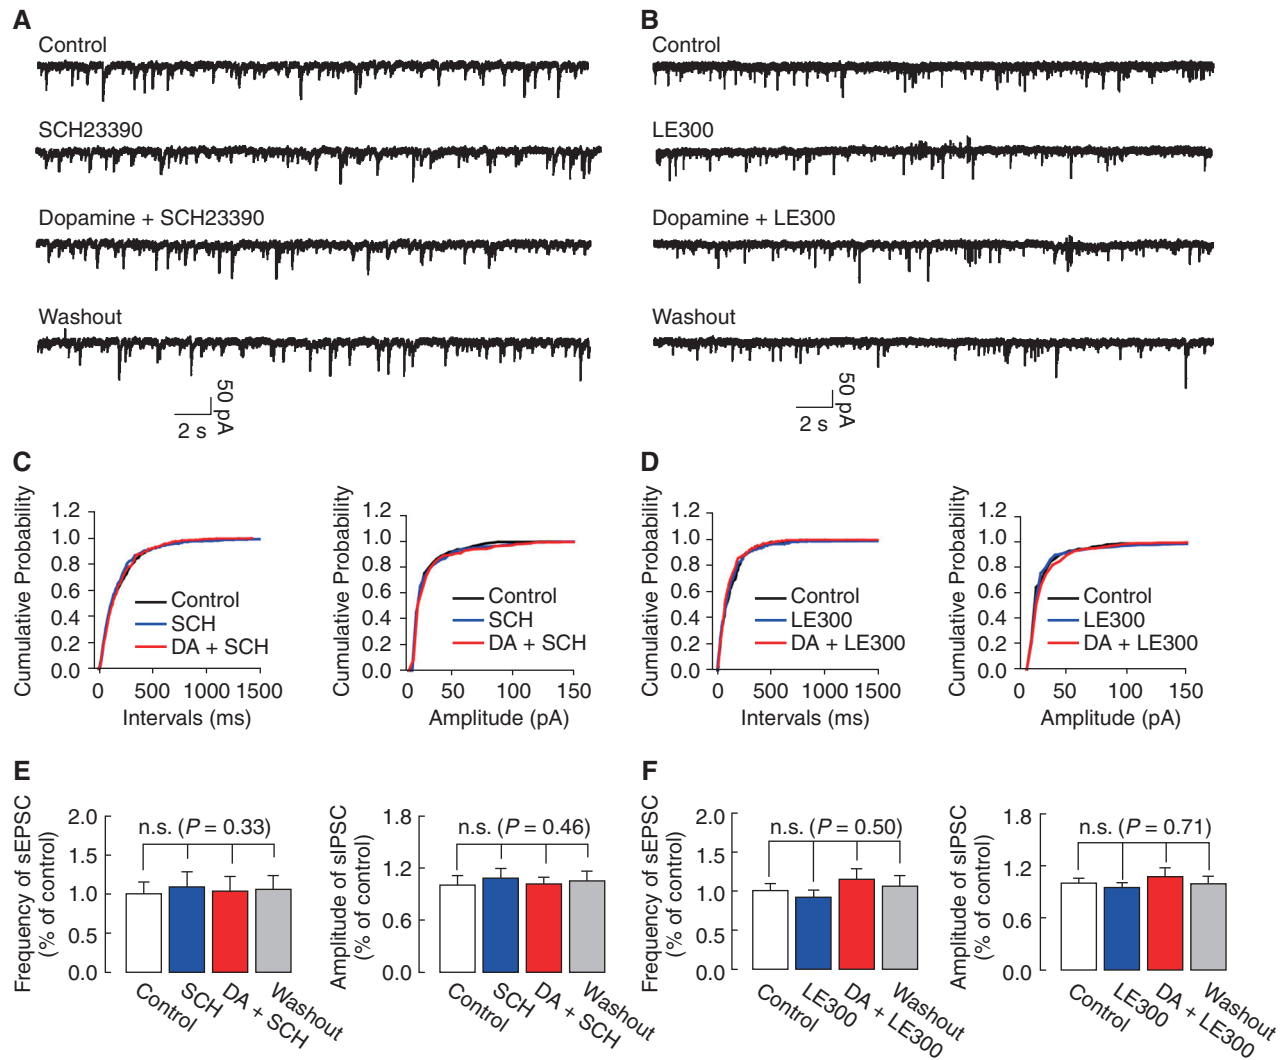 A
Control
SCH23390
Dopamine + SCH23390
Washout
50 pA
2 s
B
Control
LE300
Dopamine + LE300
Washout
50 pA
2 s
C
Cumulative Probability
1.2
1.0
0.8
0.6
0.4
0.2
0.0
Control
SCH
DA + SCH
0 500 1000 1500
Intervals (ms)
Cumulative Probability
1.2
1.0
0.8
0.6
0.4
0.2
0.0
Control
SCH
DA + SCH
0 50 100 150
Amplitude (pA)
D
Cumulative Probability
1.2
1.0
0.8
0.6
0.4
0.2
0.0
Control
LE300
DA + LE300
0 500 1000 1500
Intervals (ms)
Cumulative Probability
1.2
1.0
0.8
0.6
0.4
0.2
0.0
Control
LE300
DA + LE300
0 50 100 150
Amplitude (pA)
E
Frequency of sEPSC
(% of control)
2.0
1.5
1.0
0.5
0.0
n.s. (P = 0.33)
Control
SCH
DA + SCH
Washout
Amplitude of sIPSC
(% of control)
1.8
1.2
0.6
0.0
n.s. (P = 0.46)
Control
SCH
DA + SCH
Washout
F
Frequency of sEPSC
(% of control)
2.0
1.5
1.0
0.5
0.0
n.s. (P = 0.50)
Control
LE300
DA + LE300
Washout
Amplitude of sIPSC
(% of control)
1.8
1.2
0.6
0.0
n.s. (P = 0.71)
Control
LE300
DA + LE300
Washout